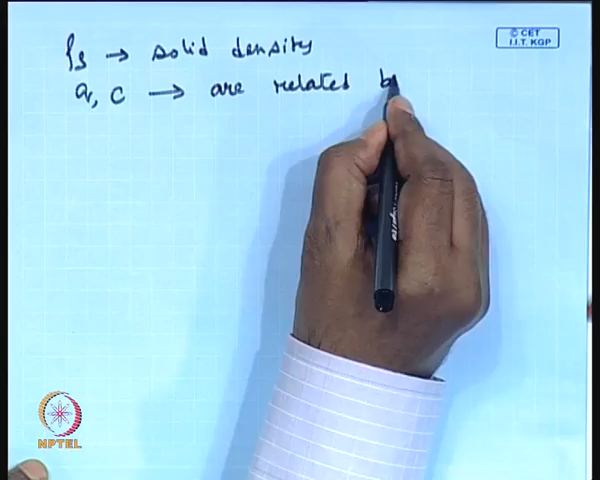 ρs → solid density
q, c → are related b
© CET
I.I.T. KGP
NPTEL